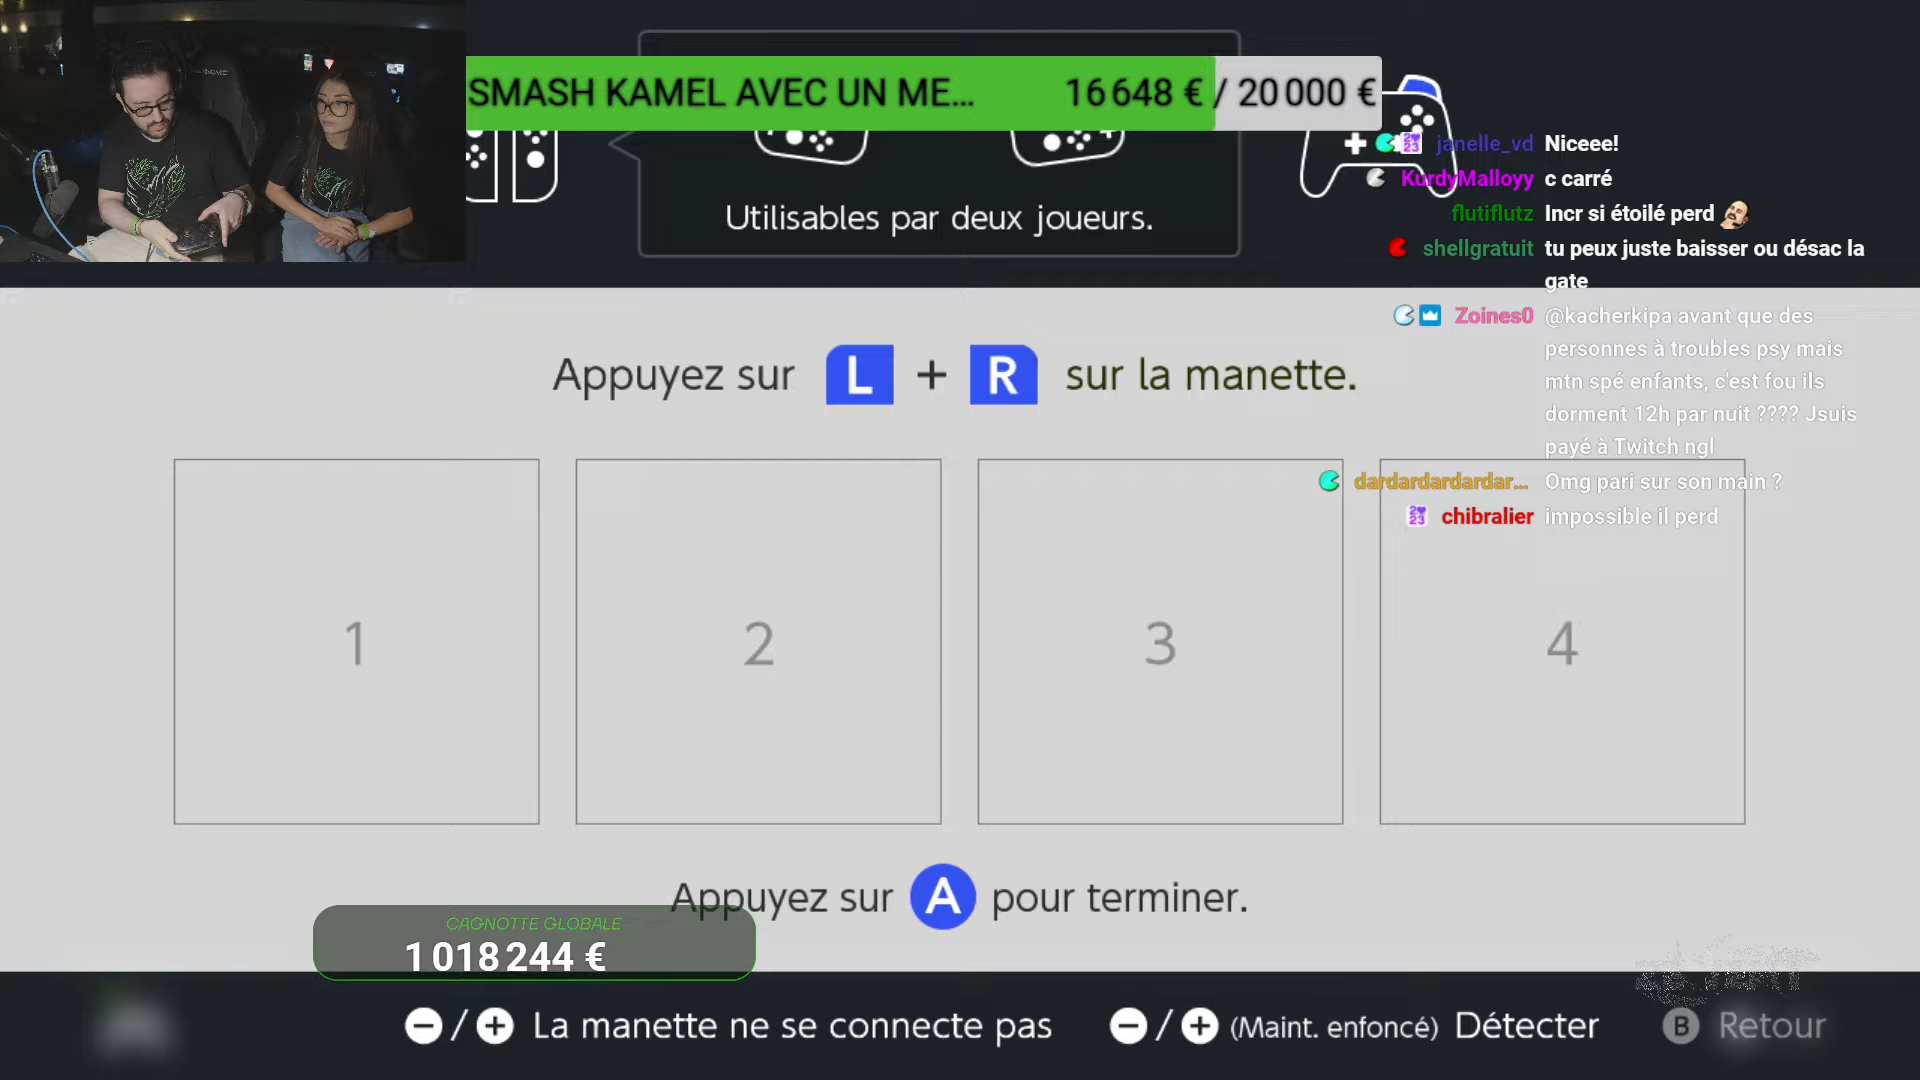 SMASH KAMEL AVEC UN ME... 16 648 € / 20 000 €
Utilisables par deux joueurs.
janelle_vd Niceee!
KurdyMalloyy c carré
flutiflutz Incr si étoilé perd
shellgratuit tu peux juste baisser ou désac la
gate
Zoines0 @kacherkipa avant que des
personnes à troubles psy mais
mtn spé enfants, c'est fou ils
dorment 12h par nuit ???? Jsuis
payé à Twitch ngl
dardardardardar... Omg pari sur son main ?
chibralier impossible il perd
Appuyez sur L + R sur la manette.
1 2 3 4
Appuyez sur A pour terminer.
CAGNOTTE GLOBALE
1 018 244 €
− / + La manette ne se connecte pas − / + (Maint. enfoncé) Détecter B Retour